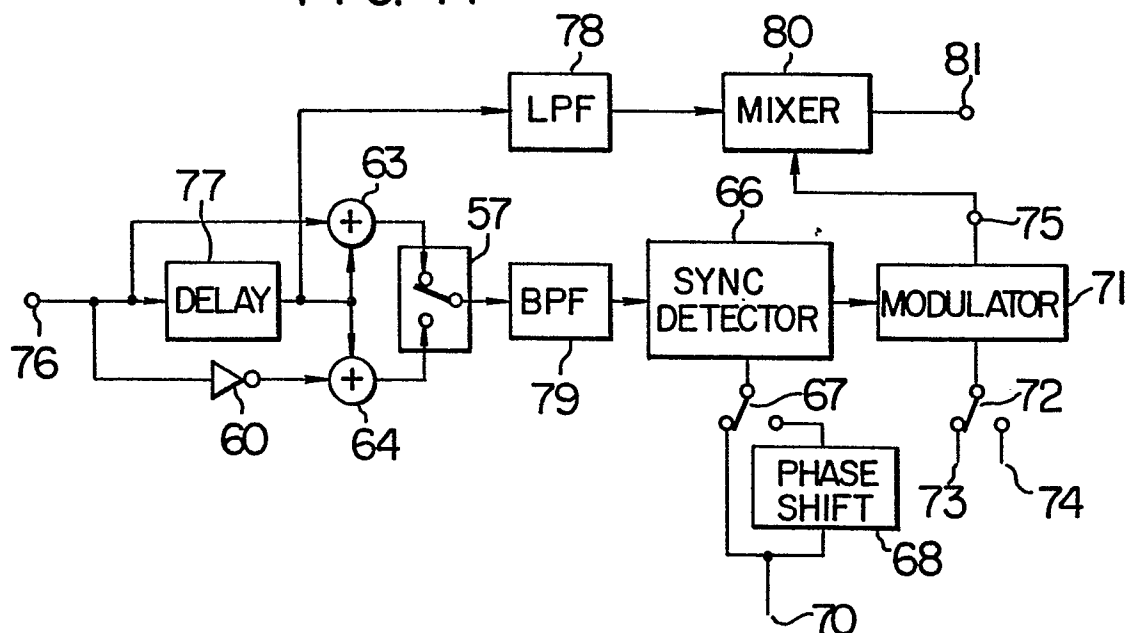 78
80
81
LPF
MIXER
63
77
+
57
66
75
DELAY
BPF
SYNC
DETECTOR
MODULATOR
71
76
79
+
67
72
60
64
PHASE
SHIFT
73
74
68
70